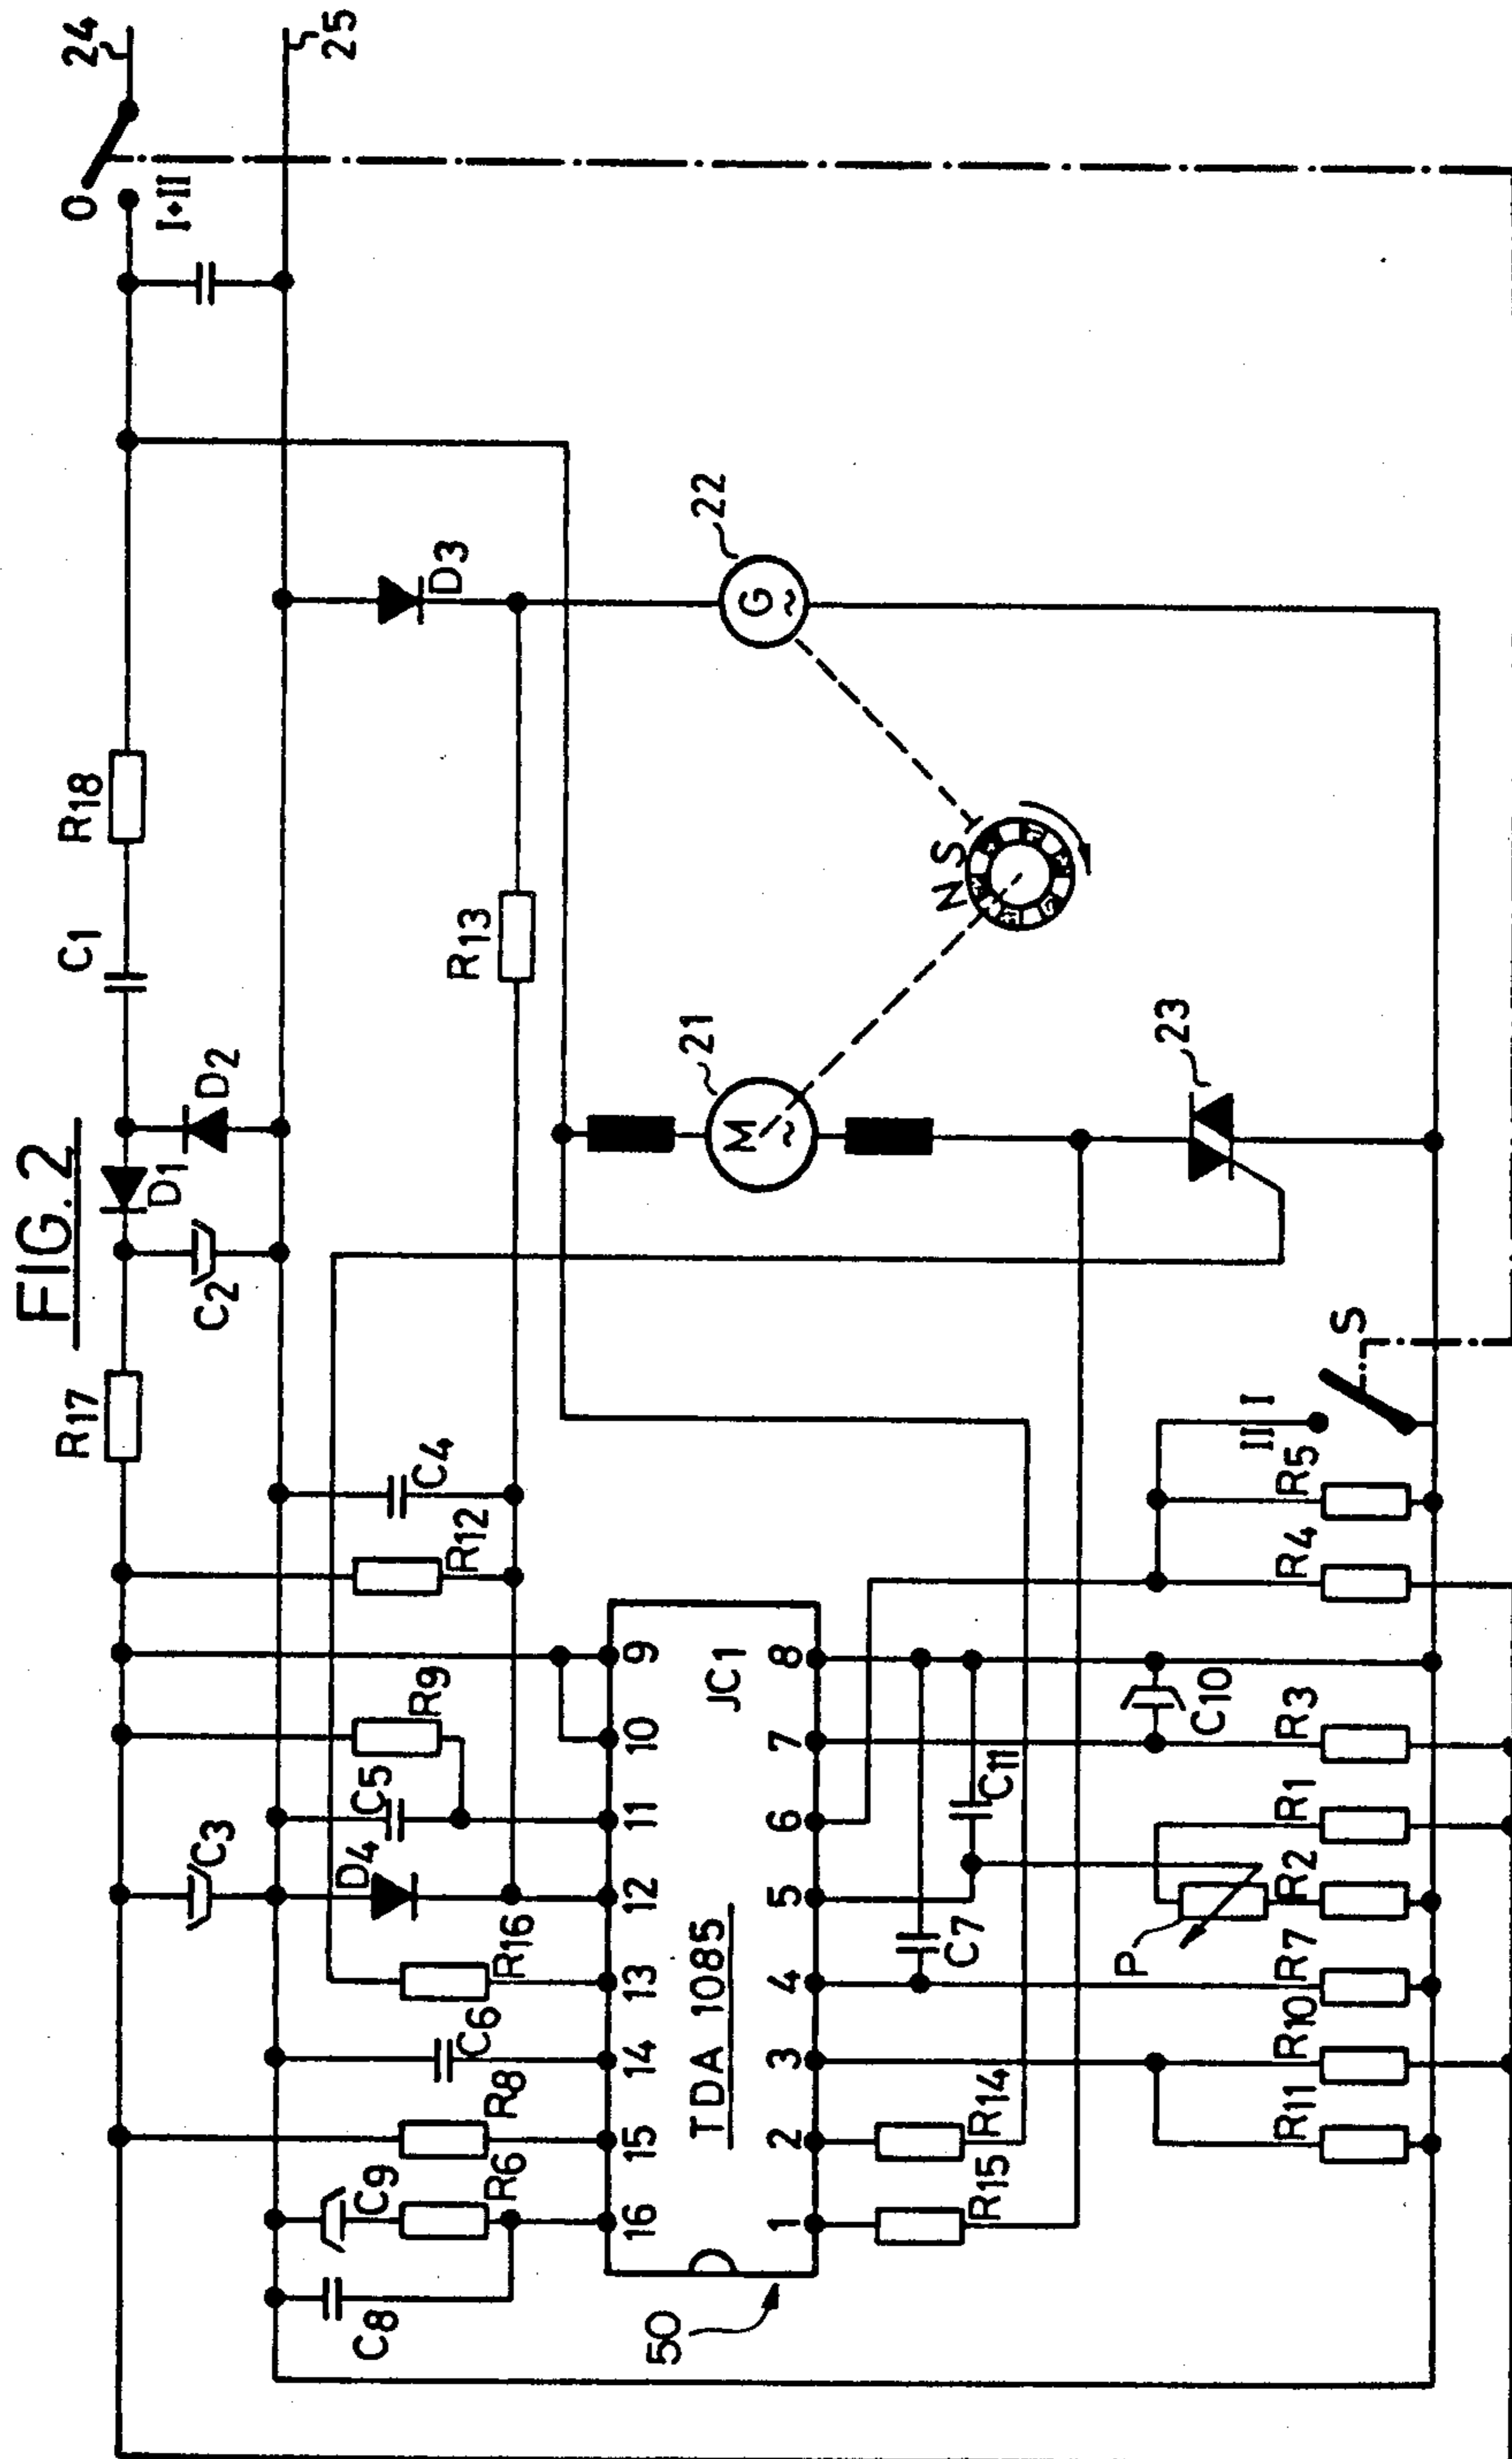 FIG.2
24
O
I+II
25
R17
C2
D1
D2
C1
R18
C3
D4
C5
R9
R12
C4
R13
D3
C8
C9
R6
R8
C6
R16
16
15
14
13
12
11
10
9
TDA 1085
JC1
50
1
2
3
4
5
6
7
8
R15
R14
C7
C11
C10
21
M
~
22
G
~
N S
23
P
R11
R10
R7
R2
R1
R3
R4
R5
II I
S